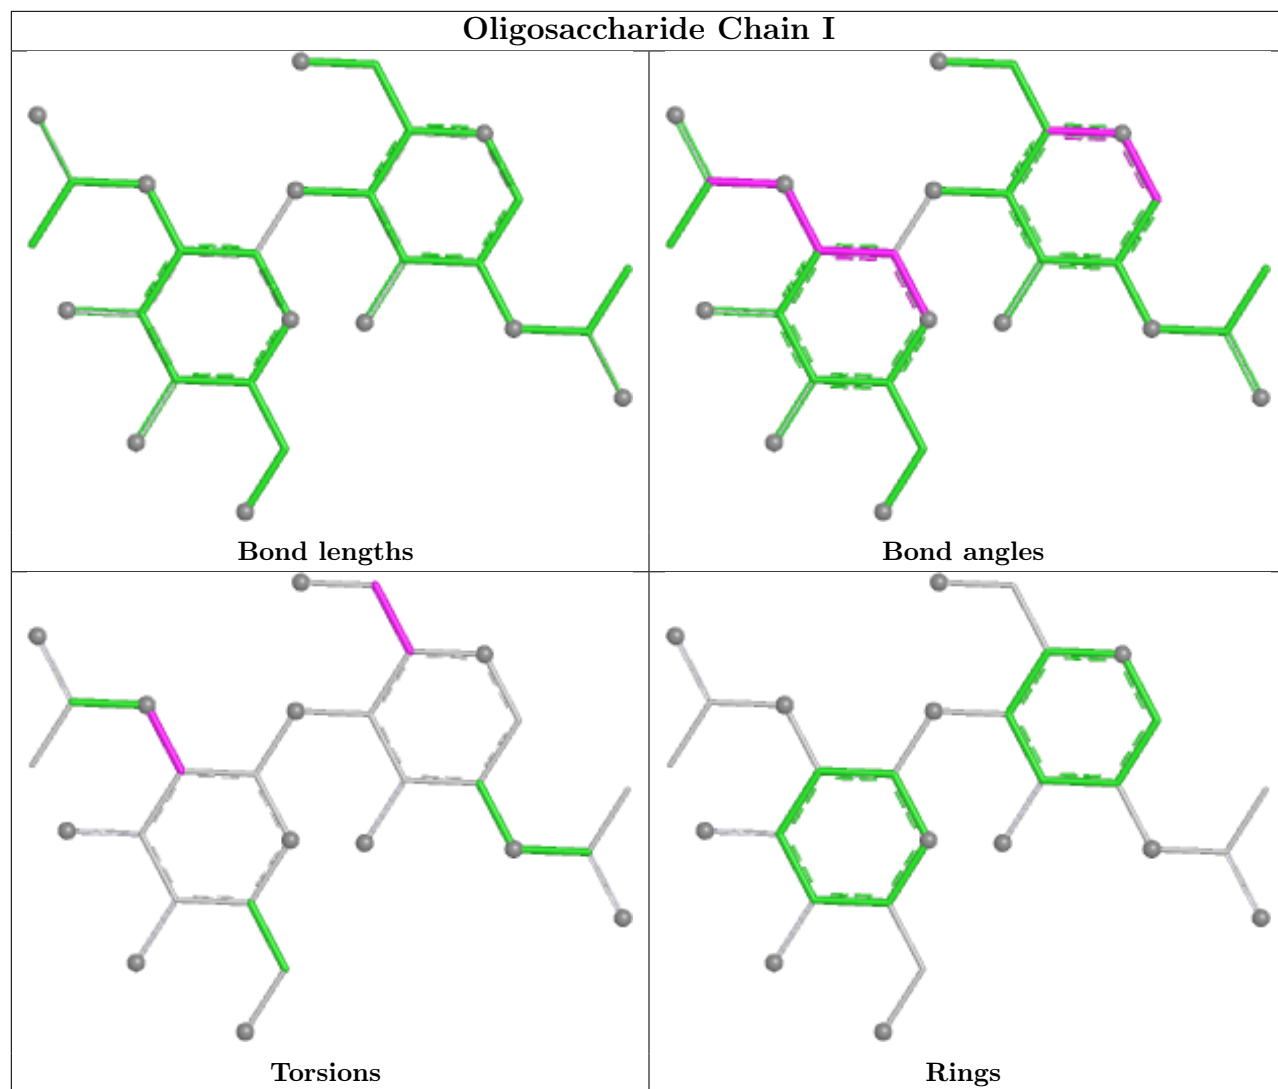 Oligosaccharide Chain I
Bond lengths
Bond angles
Torsions
Rings